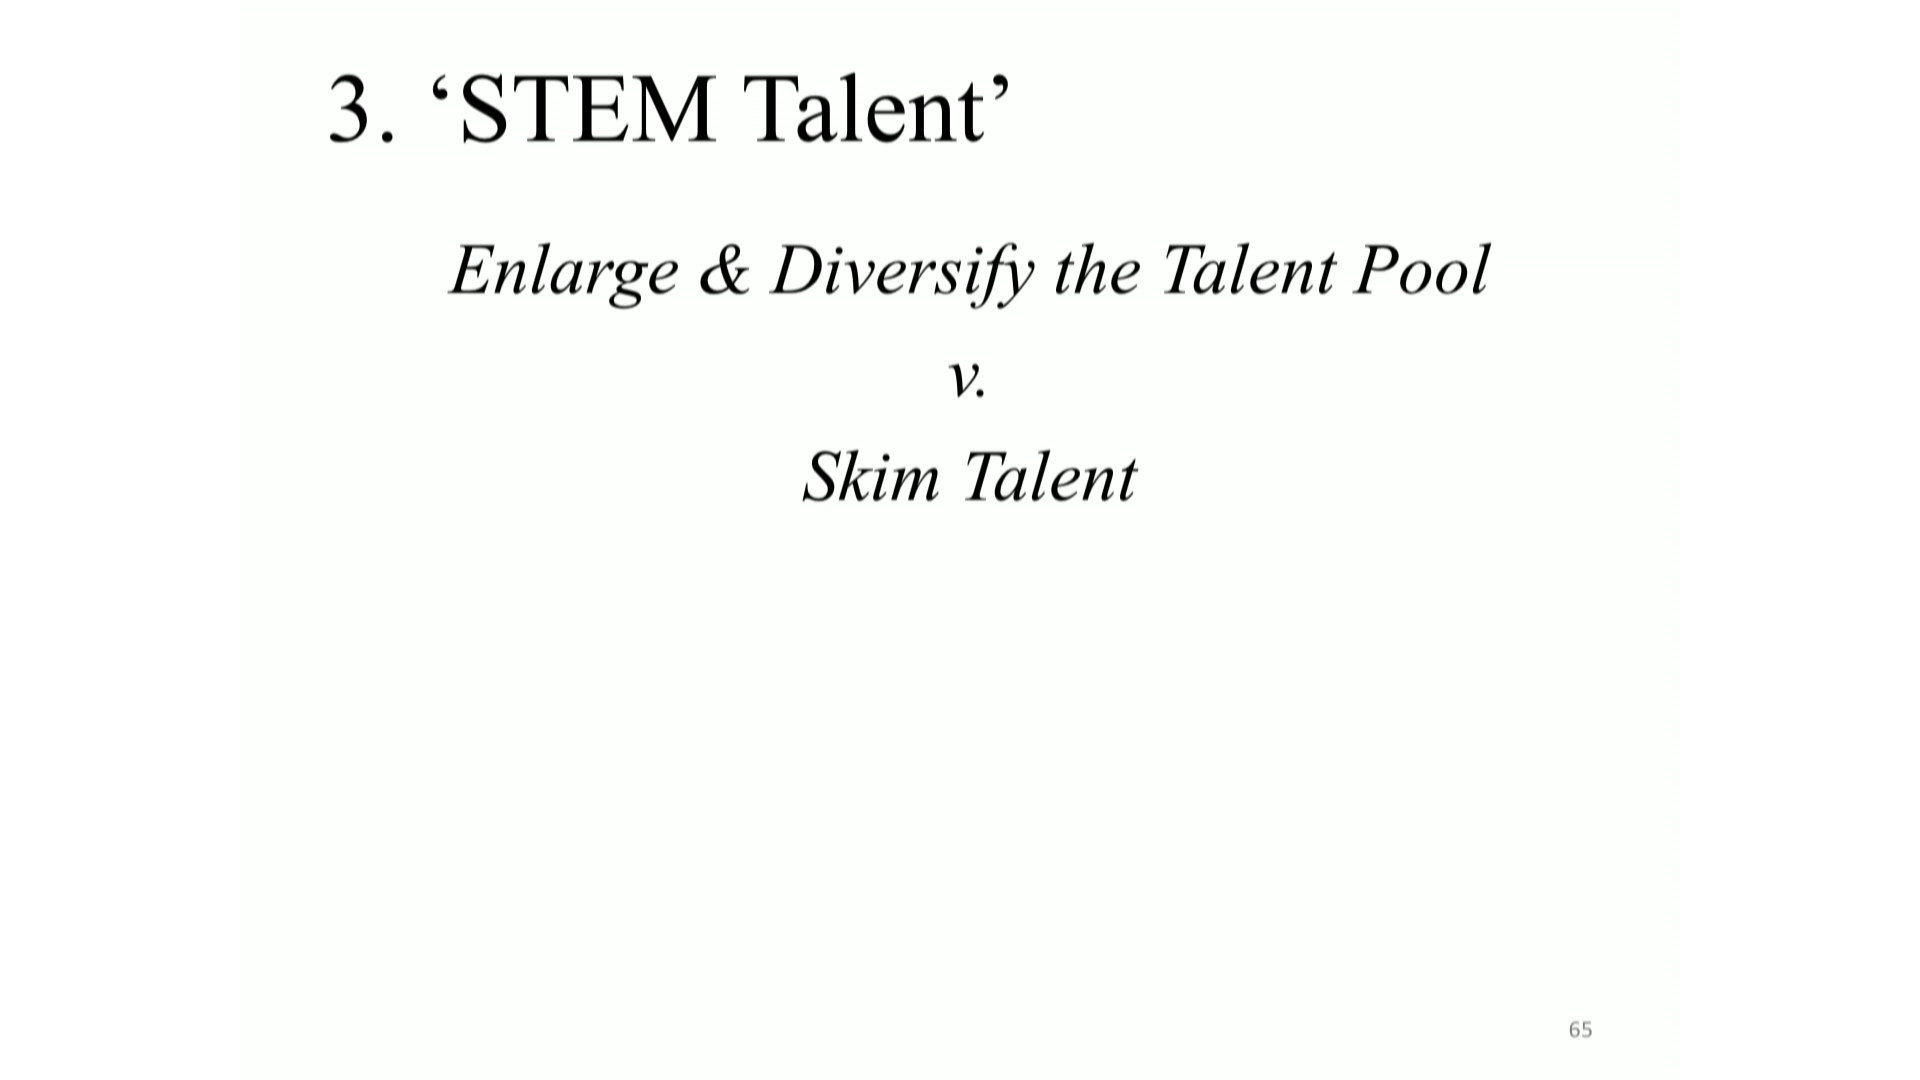 3. ‘STEM Talent’
Enlarge & Diversify the Talent Pool
v.
Skim Talent
65